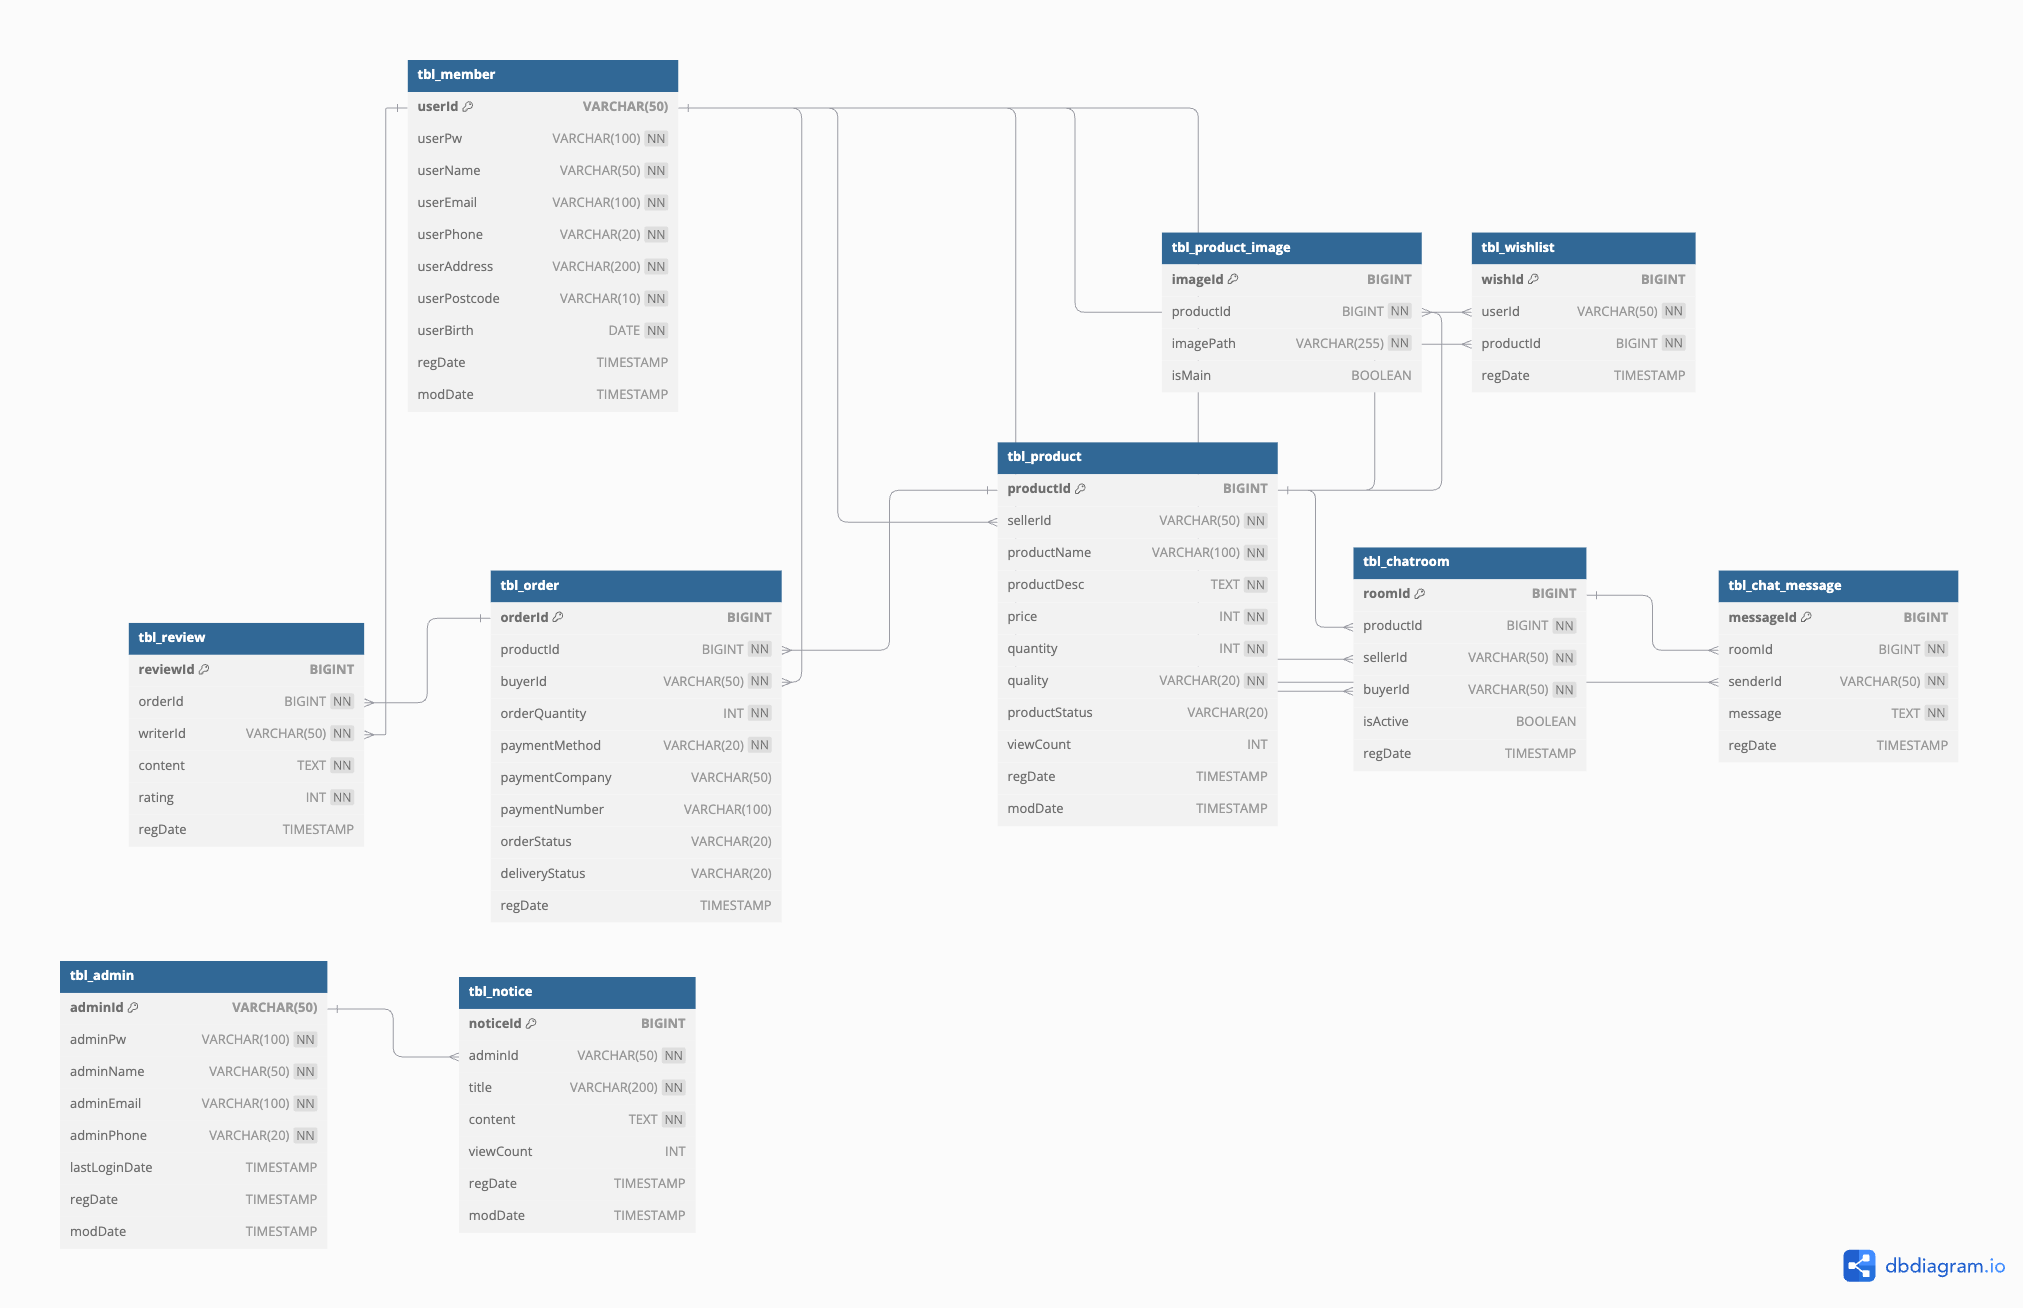 tbl_member
userId VARCHAR(50)
userPw VARCHAR(100) NN
userName VARCHAR(50) NN
userEmail VARCHAR(100) NN
userPhone VARCHAR(20) NN
userAddress VARCHAR(200) NN
userPostcode VARCHAR(10) NN
userBirth DATE NN
regDate TIMESTAMP
modDate TIMESTAMP
tbl_product_image
imageId BIGINT
productId BIGINT NN
imagePath VARCHAR(255) NN
isMain BOOLEAN
tbl_wishlist
wishId BIGINT
userId VARCHAR(50) NN
productId BIGINT NN
regDate TIMESTAMP
tbl_product
productId BIGINT
sellerId VARCHAR(50) NN
productName VARCHAR(100) NN
productDesc TEXT NN
price INT NN
quantity INT NN
quality VARCHAR(20) NN
productStatus VARCHAR(20)
viewCount INT
regDate TIMESTAMP
modDate TIMESTAMP
tbl_chatroom
roomId BIGINT
productId BIGINT NN
sellerId VARCHAR(50) NN
buyerId VARCHAR(50) NN
isActive BOOLEAN
regDate TIMESTAMP
tbl_chat_message
messageId BIGINT
roomId BIGINT NN
senderId VARCHAR(50) NN
message TEXT NN
regDate TIMESTAMP
tbl_order
orderId BIGINT
productId BIGINT NN
buyerId VARCHAR(50) NN
orderQuantity INT NN
paymentMethod VARCHAR(20) NN
paymentCompany VARCHAR(50)
paymentNumber VARCHAR(100)
orderStatus VARCHAR(20)
deliveryStatus VARCHAR(20)
regDate TIMESTAMP
tbl_review
reviewId BIGINT
orderId BIGINT NN
writerId VARCHAR(50) NN
content TEXT NN
rating INT NN
regDate TIMESTAMP
tbl_admin
adminId VARCHAR(50)
adminPw VARCHAR(100) NN
adminName VARCHAR(50) NN
adminEmail VARCHAR(100) NN
adminPhone VARCHAR(20) NN
lastLoginDate TIMESTAMP
regDate TIMESTAMP
modDate TIMESTAMP
tbl_notice
noticeId BIGINT
adminId VARCHAR(50) NN
title VARCHAR(200) NN
content TEXT NN
viewCount INT
regDate TIMESTAMP
modDate TIMESTAMP
dbdiagram.io